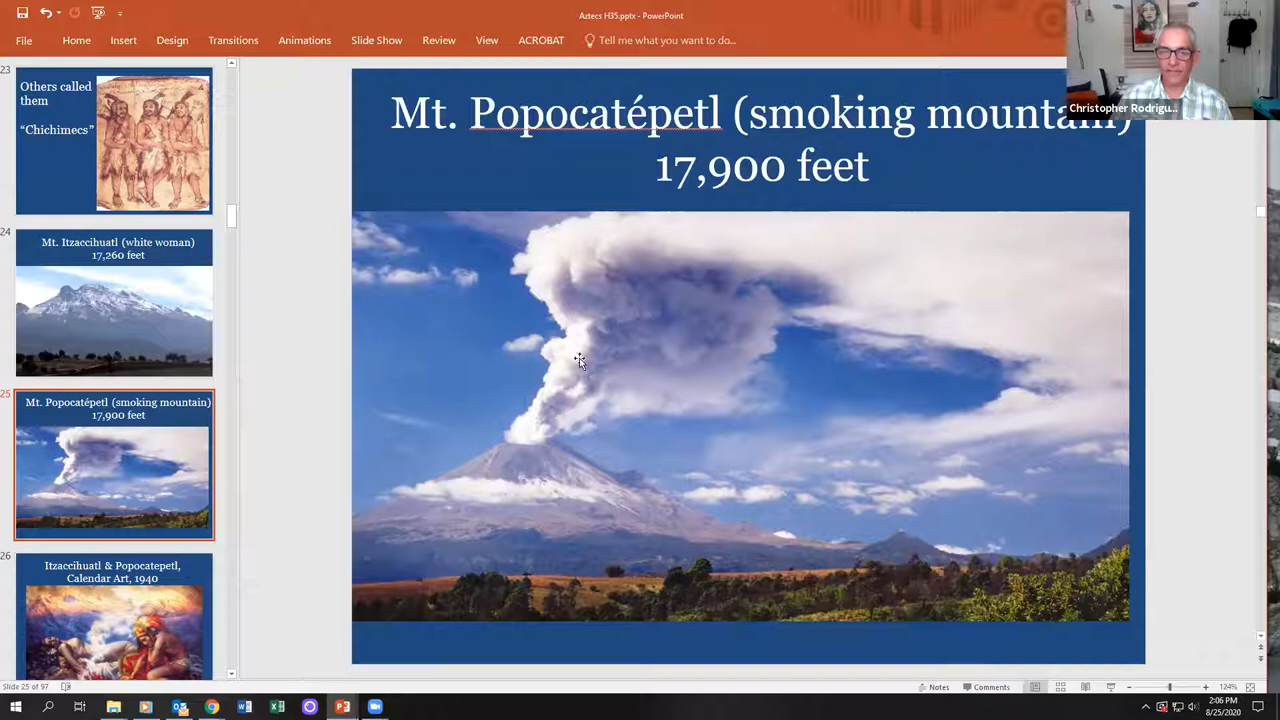 Aztecs H35.pptx - PowerPoint
File Home Insert Design Transitions Animations Slide Show Review View ACROBAT Tell me what you want to do...
Christopher Rodrigu...
23
Others called
them
“Chichimecs”
24
Mt. Itzaccihuatl (white woman)
17,260 feet
25
Mt. Popocatépetl (smoking mountain)
17,900 feet
26
Itzaccihuatl & Popocatepetl,
Calendar Art, 1940
Mt. Popocatépetl (smoking mountain)
17,900 feet
Slide 25 of 97
Notes Comments 124%
2:06 PM
8/25/2020